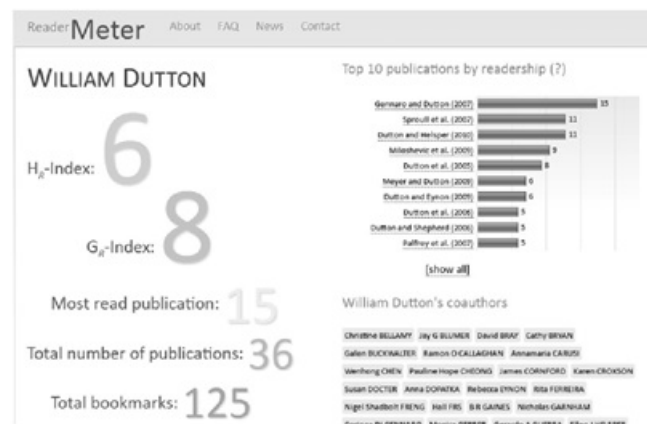 ReaderMeter About FAQ News Contact
WILLIAM DUTTON
H_R-Index: 6
G_R-Index: 8
Most read publication: 15
Total number of publications: 36
Total bookmarks: 125
Top 10 publications by readership (?)
Gennaro and Dutton (2007) 15
Sproull et al. (2007) 11
Dutton and Helsper (2010) 11
Miloshevic et al. (2009) 9
Dutton et al. (2005) 8
Meyer and Dutton (2009) 6
Dutton and Eynon (2009) 6
Dutton et al. (2006) 5
Dutton and Shepherd (2006) 5
Palfrey et al. (2007) 5
[show all]
William Dutton's coauthors
Christine BELLAMY Jay G BLUMER David BRAY Cathy BRYAN
Galen BUCKWALTER Ramon O'CALLAGHAN Annamaria CARUSI
Wenhong CHEN Pauline Hope CHEONG James CORNFORD Karen CROXSON
Susan DOCTER Anna DOPATKA Rebecca EYNON Rita FERREIRA
Nigel Shadbolt FRENG Hall FRS B R GAINES Nicholas GARNHAM